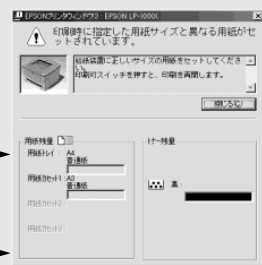 EPSONプリンタウィンドウ!3 : EPSON LP-XXXX
印刷時に指定した用紙サイズと異なる用紙がセ
ットされています。
給紙装置に正しいサイズの用紙をセットしてくださ
い。
印刷可スイッチを押すと、印刷を再開します。
閉じる(C)
用紙残量
トナー残量
用紙トレイ : A4
普通紙
用紙カセット1 : A3
普通紙
黒 :
用紙カセット2 :
用紙カセット3 :